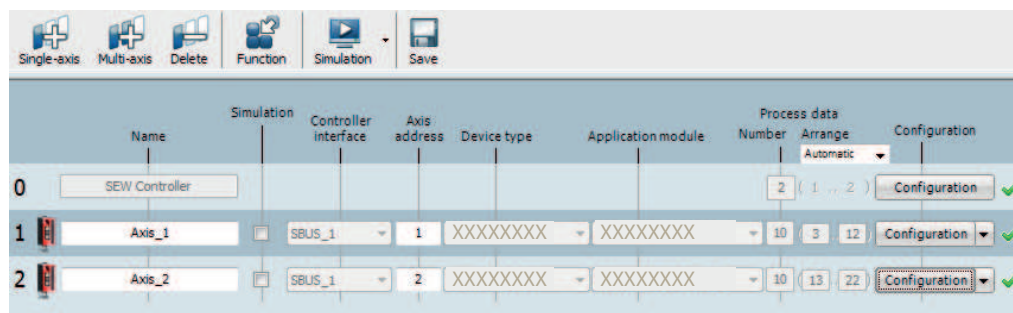 Single-axis Multi-axis Delete Function Simulation Save
Simulation Process data
Name Controller interface Axis address Device type Application module Number Arrange Configuration
Automatic
0 SEW Controller 2 ( 1 .. 2 ) Configuration
1 Axis_1 SBUS_1 1 XXXXXXXX XXXXXXXX 10 ( 3 .. 12 ) Configuration
2 Axis_2 SBUS_1 2 XXXXXXXX XXXXXXXX 10 ( 13 .. 22 ) Configuration